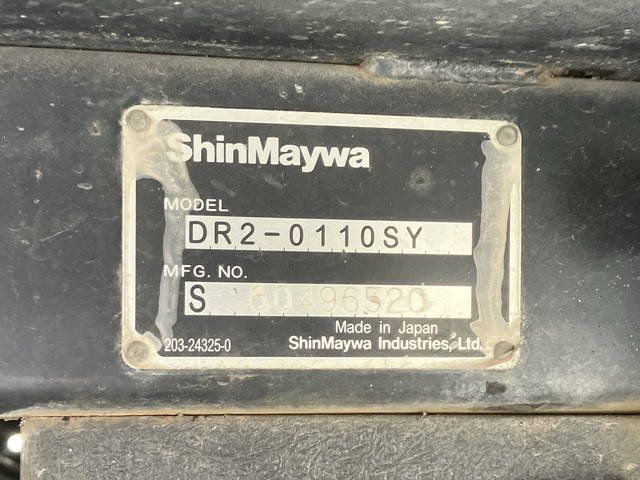 ShinMaywa
MODEL
DR2-0110SY
MFG. NO.
S 60496520
Made in Japan
203-24325-0 ShinMaywa Industries, Ltd.